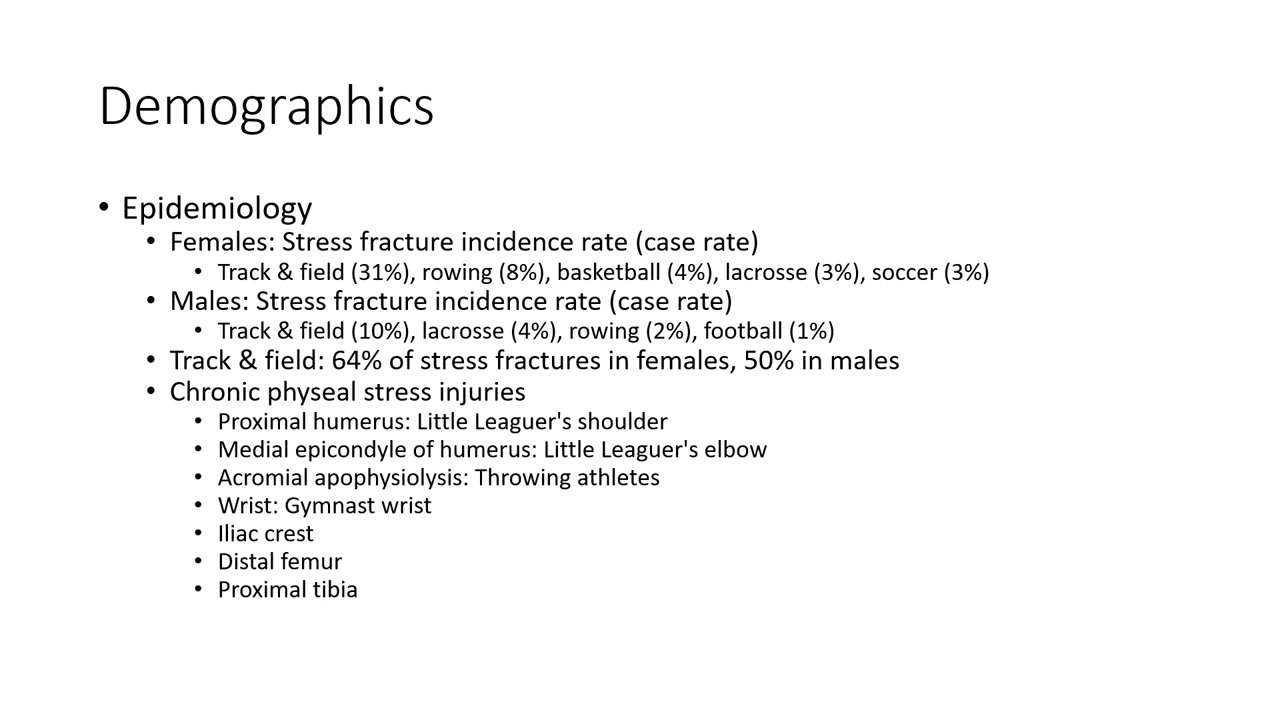 Demographics
• Epidemiology
• Females: Stress fracture incidence rate (case rate)
• Track & field (31%), rowing (8%), basketball (4%), lacrosse (3%), soccer (3%)
• Males: Stress fracture incidence rate (case rate)
• Track & field (10%), lacrosse (4%), rowing (2%), football (1%)
• Track & field: 64% of stress fractures in females, 50% in males
• Chronic physeal stress injuries
• Proximal humerus: Little Leaguer's shoulder
• Medial epicondyle of humerus: Little Leaguer's elbow
• Acromial apophysiolysis: Throwing athletes
• Wrist: Gymnast wrist
• Iliac crest
• Distal femur
• Proximal tibia